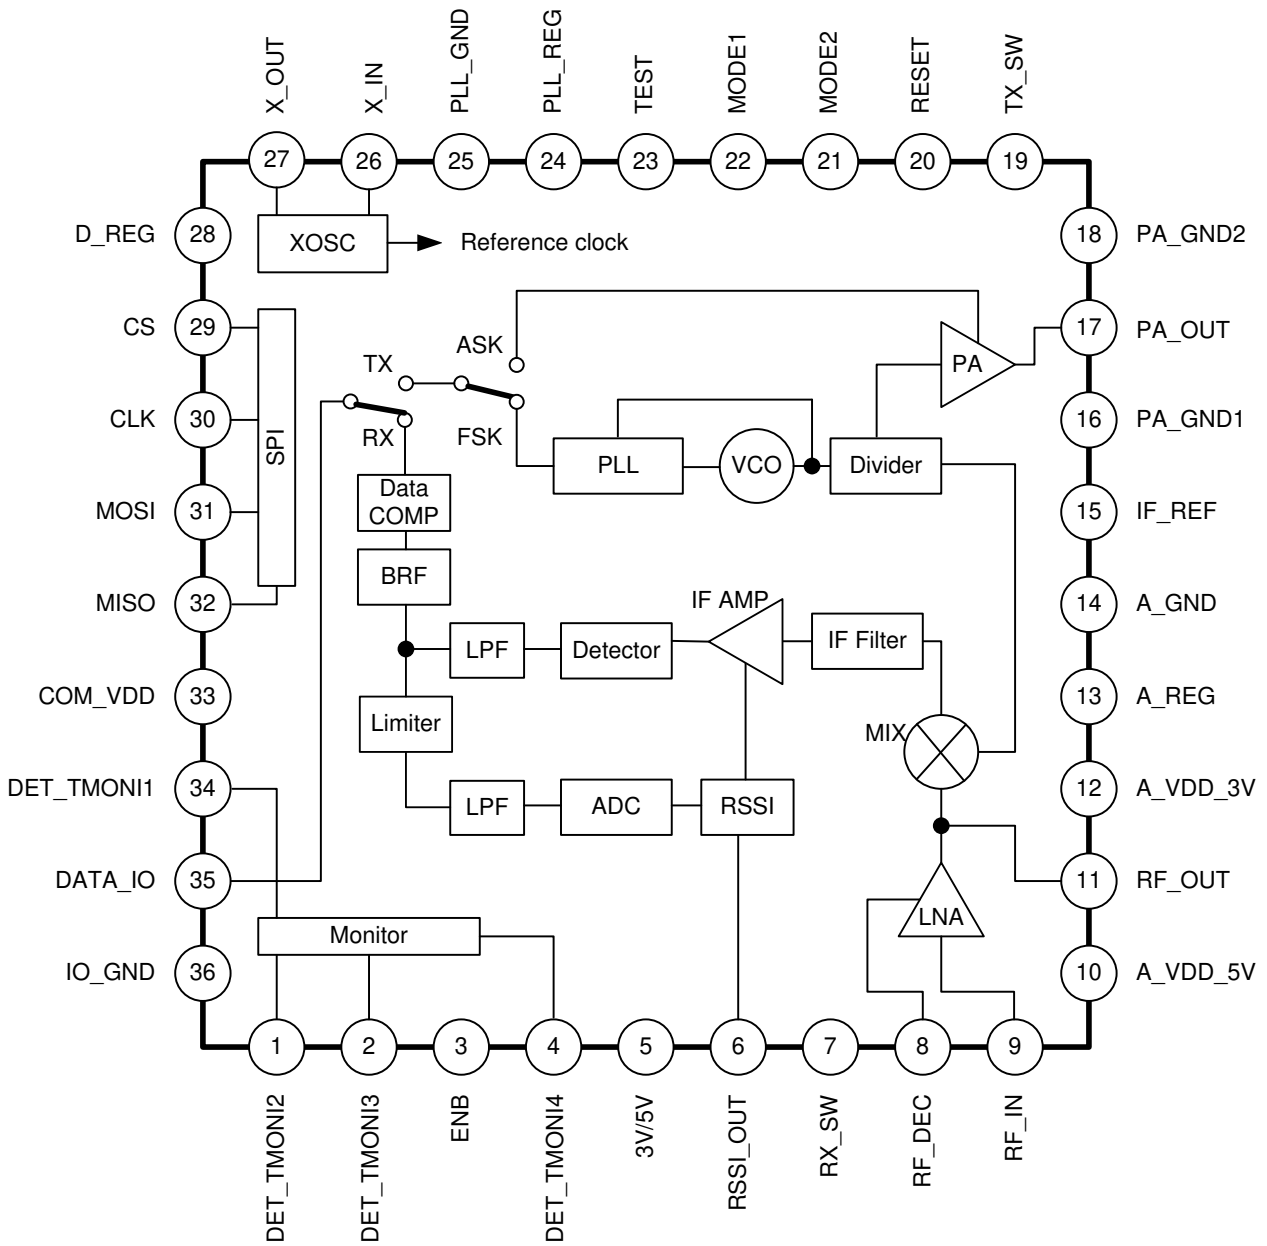 X_OUT
X_IN
PLL_GND
PLL_REG
TEST
MODE1
MODE2
RESET
TX_SW
27
26
25
24
23
22
21
20
19
D_REG
28
XOSC
Reference clock
18
PA_GND2
CS
29
ASK
PA
17
PA_OUT
TX
CLK
30
SPI
RX
FSK
PLL
VCO
Divider
16
PA_GND1
MOSI
31
Data
COMP
15
IF_REF
BRF
MISO
32
IF AMP
14
A_GND
LPF
Detector
IF Filter
COM_VDD
33
Limiter
MIX
13
A_REG
DET_TMONI1
34
LPF
ADC
RSSI
12
A_VDD_3V
DATA_IO
35
LNA
11
RF_OUT
Monitor
IO_GND
36
10
A_VDD_5V
1
2
3
4
5
6
7
8
9
DET_TMONI2
DET_TMONI3
ENB
DET_TMONI4
3V/5V
RSSI_OUT
RX_SW
RF_DEC
RF_IN